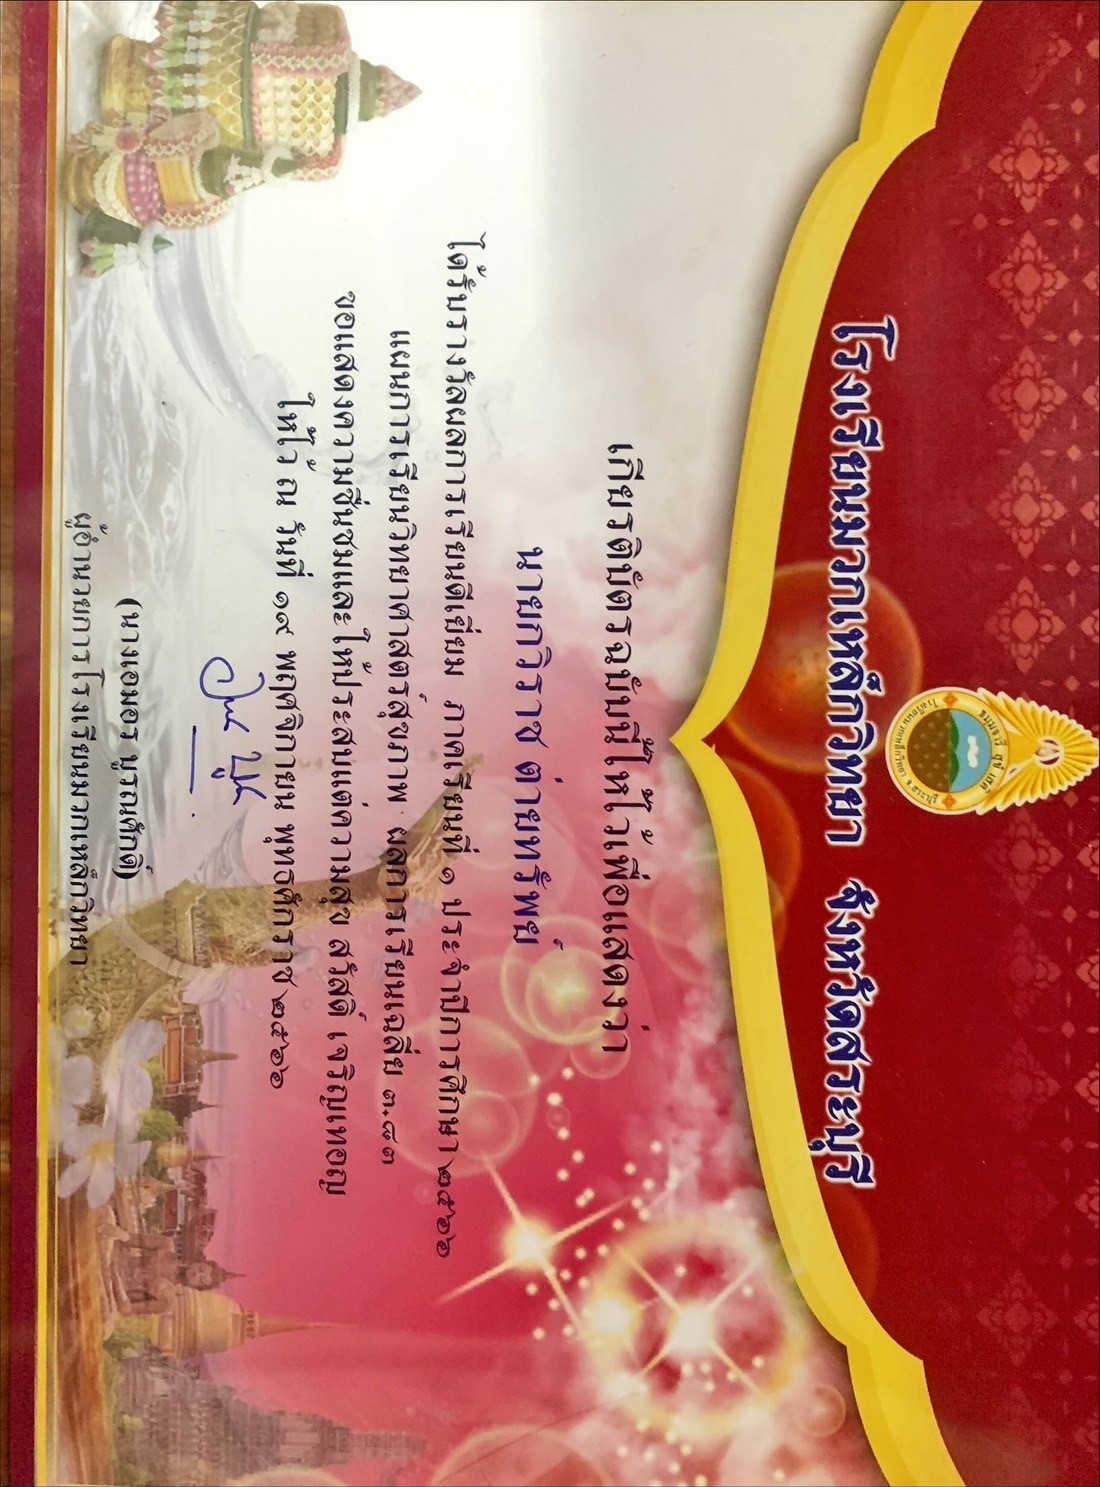 ธมฺมจารี สุขํ เสติ
โรงเรียนมวกเหล็กวิทยา จ.สระบุรี
โรงเรียนมวกเหล็กวิทยา จังหวัดสระบุรี
เกียรติบัตรฉบับนี้ให้ไว้เพื่อแสดงว่า
นายกวิราช ต่ายทรัพย์
ได้รับรางวัลผลการเรียนดีเยี่ยม ภาคเรียนที่ ๑ ประจำปีการศึกษา ๒๕๖๖
แผนการเรียนวิทยาศาสตร์สุขภาพ ผลการเรียนเฉลี่ย ๓.๘๓
ขอแสดงความชื่นชมและให้ประสบแต่ความสุข สวัสดิ์ เจริญเทอญ
ให้ไว้ ณ วันที่ ๑๙ พฤศจิกายน พุทธศักราช ๒๕๖๖
(นางเอมอร บูรณศักดิ์)
ผู้อำนวยการโรงเรียนมวกเหล็กวิทยา